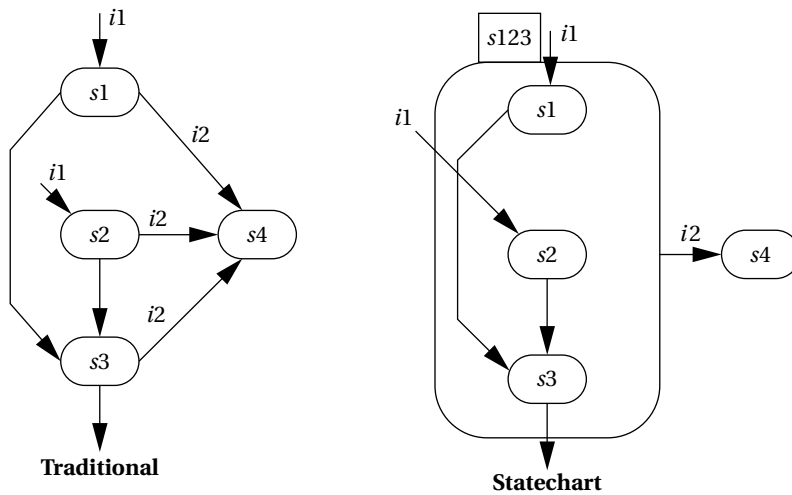 i1
s1
i2
i1
s2
i2
s4
i2
s3
Traditional
s123
i1
s1
i1
s2
i2
s4
s3
Statechart